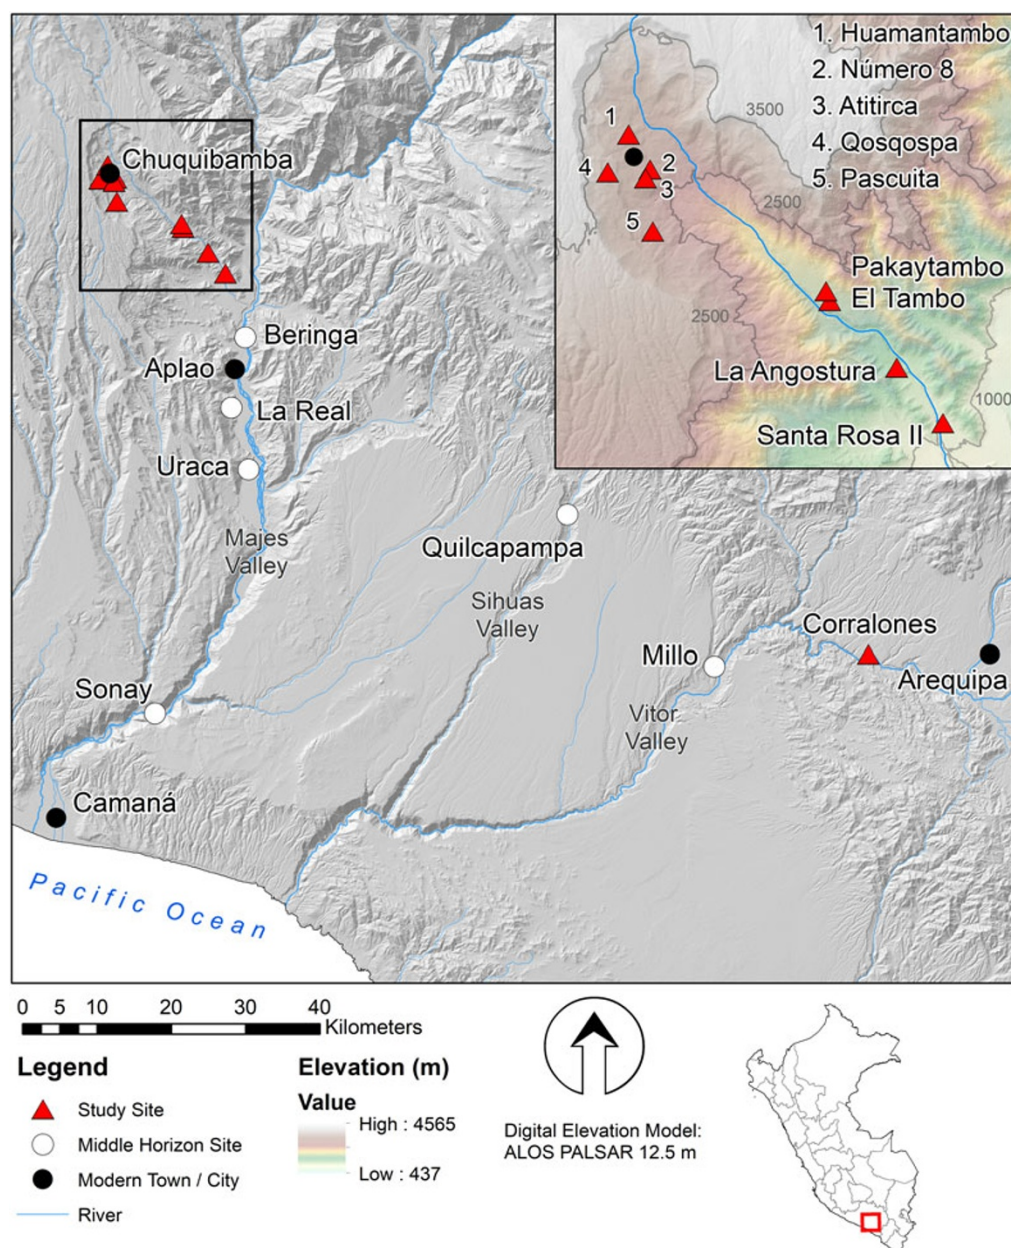 1. Huamantambo
2. Número 8
3. Atitirca
4. Qosqospa
5. Pascuita
3500
1
4
2
3
5
2500
2500
Pakaytambo
El Tambo
La Angostura
1000
Santa Rosa II
Chuquibamba
Beringa
Aplao
La Real
Uraca
Majes
Valley
Quilcapampa
Sihuas
Valley
Corralones
Millo
Arequipa
Sonay
Vitor
Valley
Camaná
Pacific Ocean
0 5 10 20 30 40
Kilometers
Legend
Study Site
Middle Horizon Site
Modern Town / City
River
Elevation (m)
Value
High : 4565
Low : 437
Digital Elevation Model:
ALOS PALSAR 12.5 m